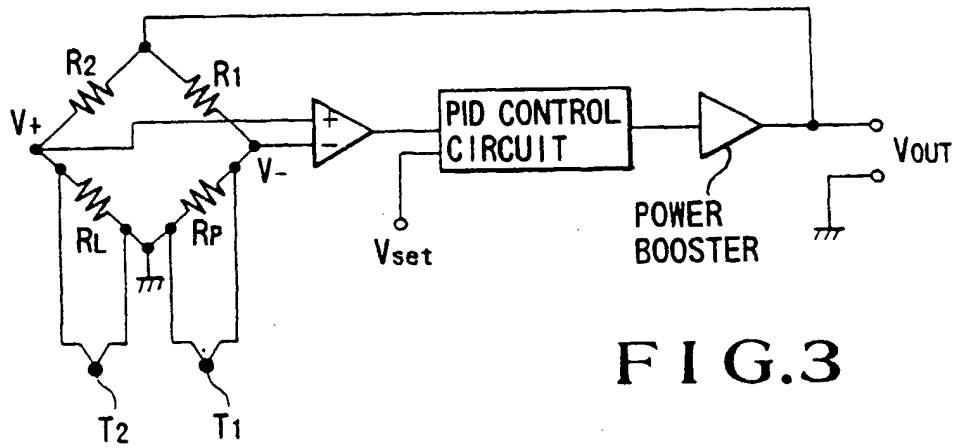 R2
R1
V+
V-
+
−
PID CONTROL
CIRCUIT
VOUT
RL
RP
Vset
POWER
BOOSTER
T2
T1
FIG.3